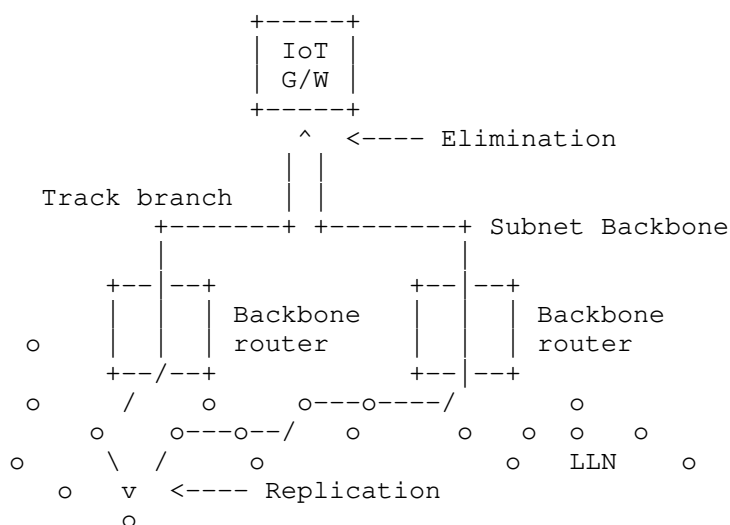 IoT
G/W
<---- Elimination
Track branch
Subnet Backbone
Backbone Backbone
o router router
o o o---o----/ o
o o---o--/ o o o o o
o o o LLN o
o v <---- Replication
o